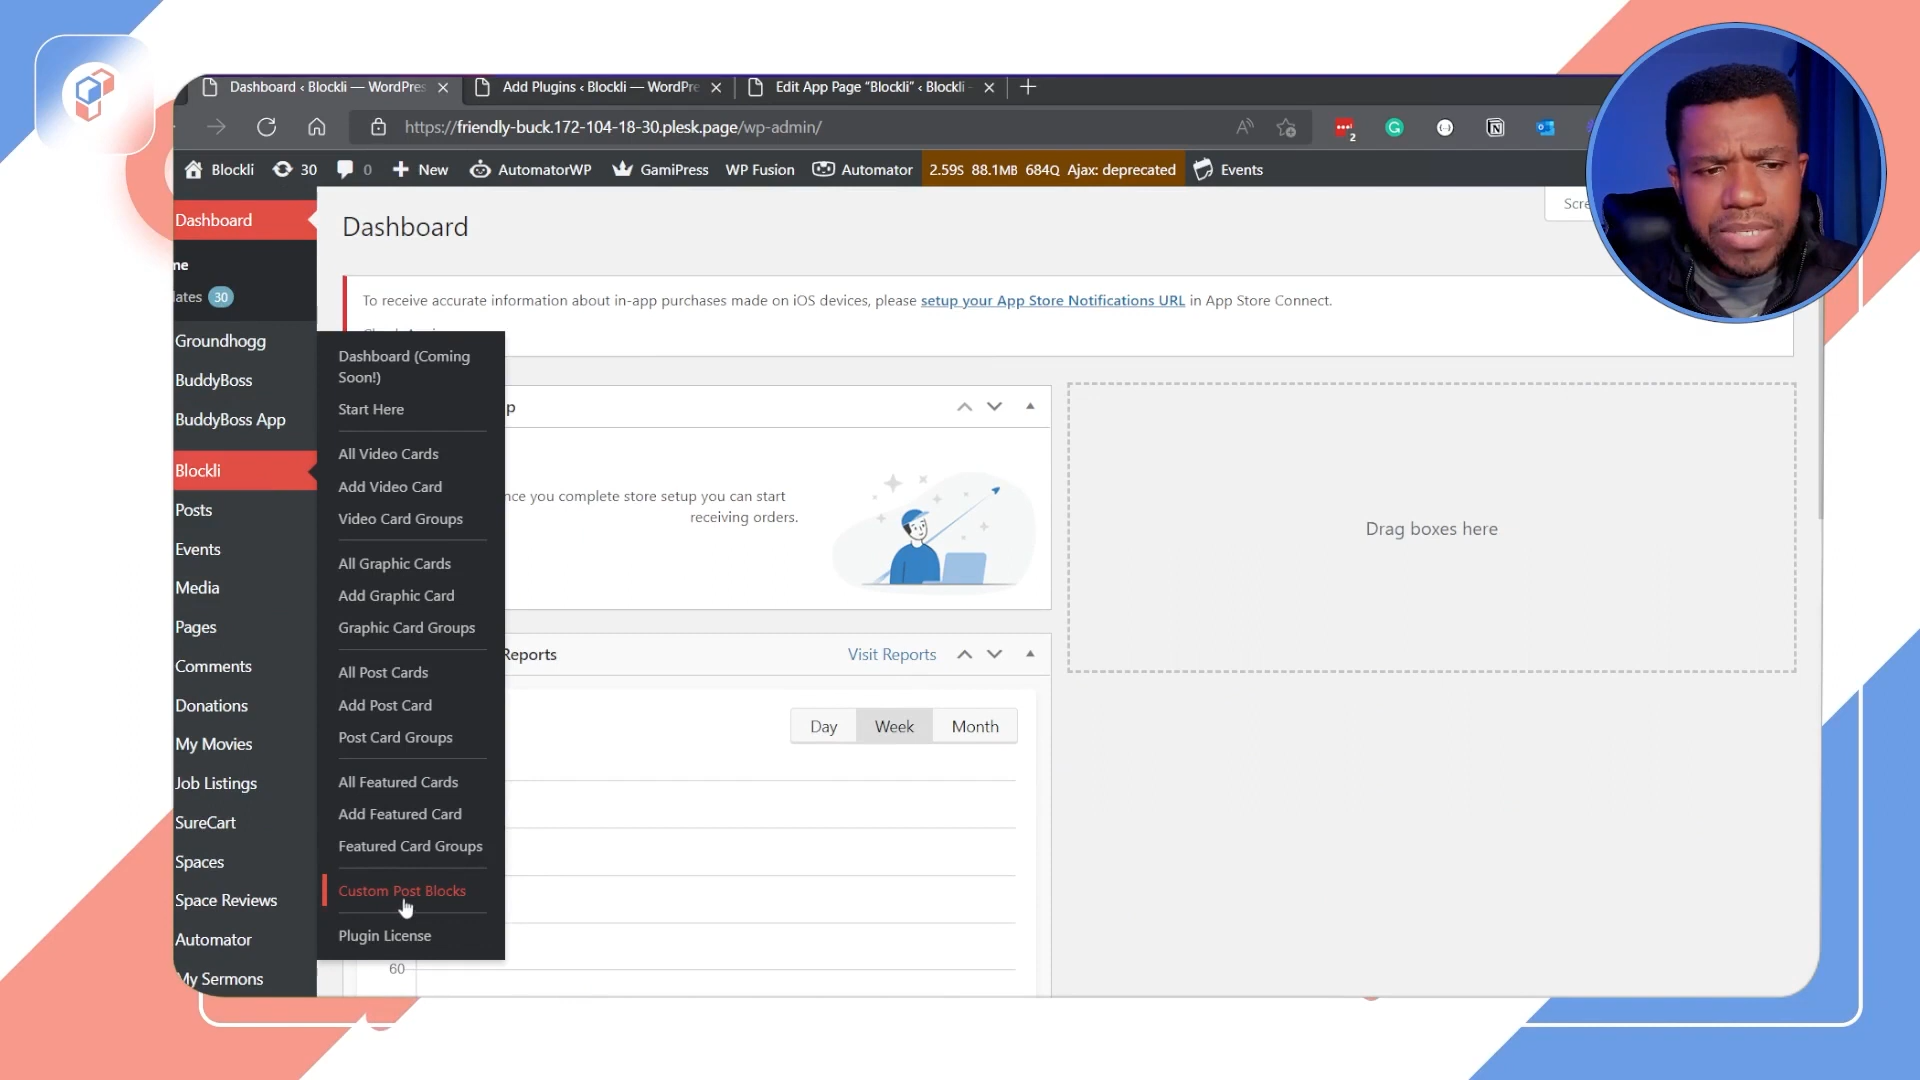 Dashboard ‹ Blockli — WordPres
Add Plugins ‹ Blockli — WordPre
Edit App Page “Blockli” ‹ Blockli -
https://friendly-buck.172-104-18-30.plesk.page/wp-admin/
2
Blockli 30 0 New AutomatorWP GamiPress WP Fusion Automator 2.59S 88.1MB 684Q Ajax: deprecated Events
Dashboard
me
lates 30
Groundhogg
BuddyBoss
BuddyBoss App
Blockli
Posts
Events
Media
Pages
Comments
Donations
My Movies
Job Listings
SureCart
Spaces
Space Reviews
Automator
My Sermons
Dashboard (Coming
Soon!)
Start Here
All Video Cards
Add Video Card
Video Card Groups
All Graphic Cards
Add Graphic Card
Graphic Card Groups
All Post Cards
Add Post Card
Post Card Groups
All Featured Cards
Add Featured Card
Featured Card Groups
Custom Post Blocks
Plugin License
Dashboard
Scre
To receive accurate information about in-app purchases made on iOS devices, please setup your App Store Notifications URL in App Store Connect.
p
nce you complete store setup you can start
receiving orders.
Reports
Visit Reports
Day Week Month
60
Drag boxes here